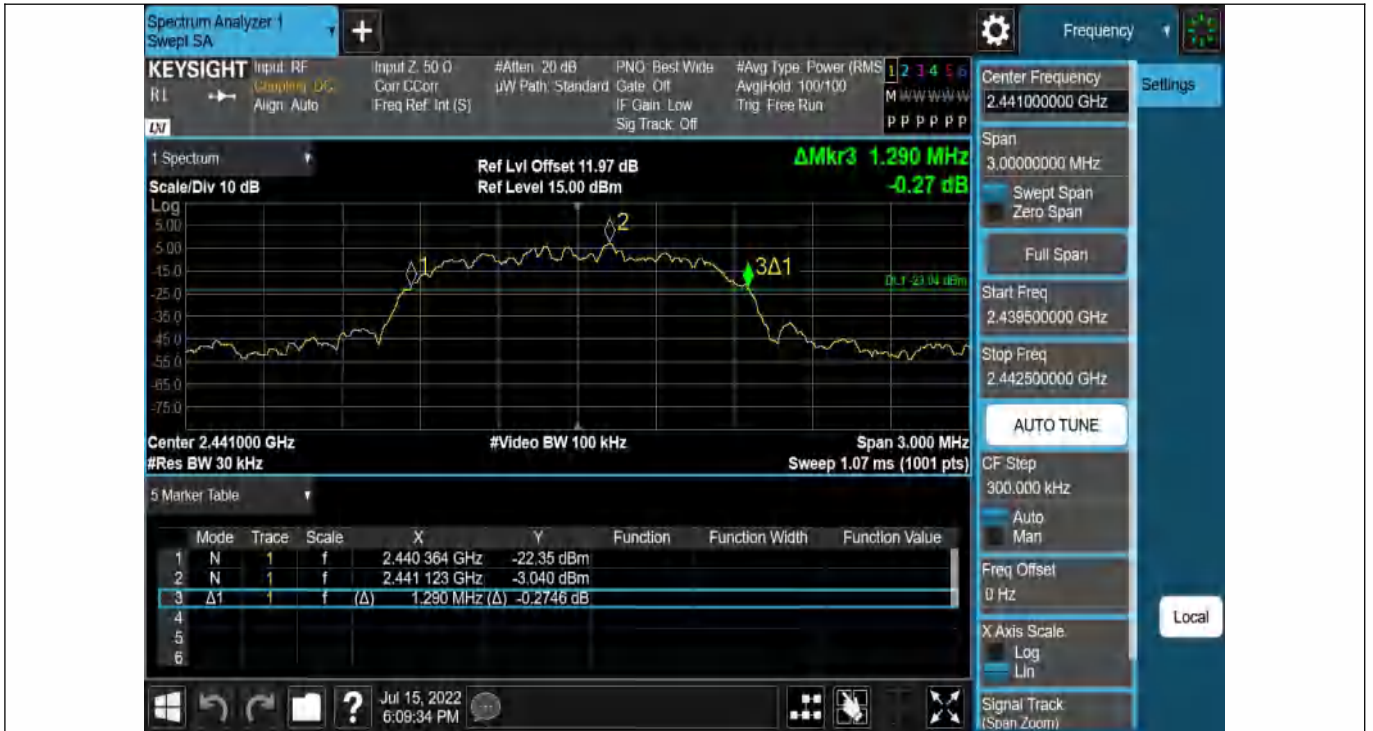 Spectrum Analyzer 1
Swept SA
+
Frequency
KEYSIGHT
RL
LXI
Input: RF
Coupling: DC
Align: Auto
Input Z: 50 Ω
Corr CCorr
Freq Ref: Int (S)
#Atten: 20 dB
µW Path: Standard
PNO: Best Wide
Gate: Off
IF Gain: Low
Sig Track: Off
#Avg Type: Power (RMS
Avg|Hold: 100/100
Trig: Free Run
1 2 3 4 5 6
M W W W W W
P P P P P P
1 Spectrum
Scale/Div 10 dB
Ref Lvl Offset 11.97 dB
Ref Level 15.00 dBm
ΔMkr3 1.290 MHz
-0.27 dB
Log
5.00
-5.00
-15.0
-25.0
-35.0
-45.0
-55.0
-65.0
-75.0
1
2
3Δ1
DL1 -23.04 dBm
Center 2.441000 GHz
#Video BW 100 kHz
Span 3.000 MHz
#Res BW 30 kHz
Sweep 1.07 ms (1001 pts)
5 Marker Table
Mode Trace Scale X Y Function Function Width Function Value
1 N 1 f 2.440 364 GHz -22.35 dBm
2 N 1 f 2.441 123 GHz -3.040 dBm
3 Δ1 1 f (Δ) 1.290 MHz (Δ) -0.2746 dB
4
5
6
Jul 15, 2022
6:09:34 PM
?
Center Frequency
2.441000000 GHz
Settings
Span
3.00000000 MHz
Swept Span
Zero Span
Full Span
Start Freq
2.439500000 GHz
Stop Freq
2.442500000 GHz
AUTO TUNE
CF Step
300.000 kHz
Auto
Man
Freq Offset
0 Hz
Local
X Axis Scale
Log
Lin
Signal Track
(Span Zoom)